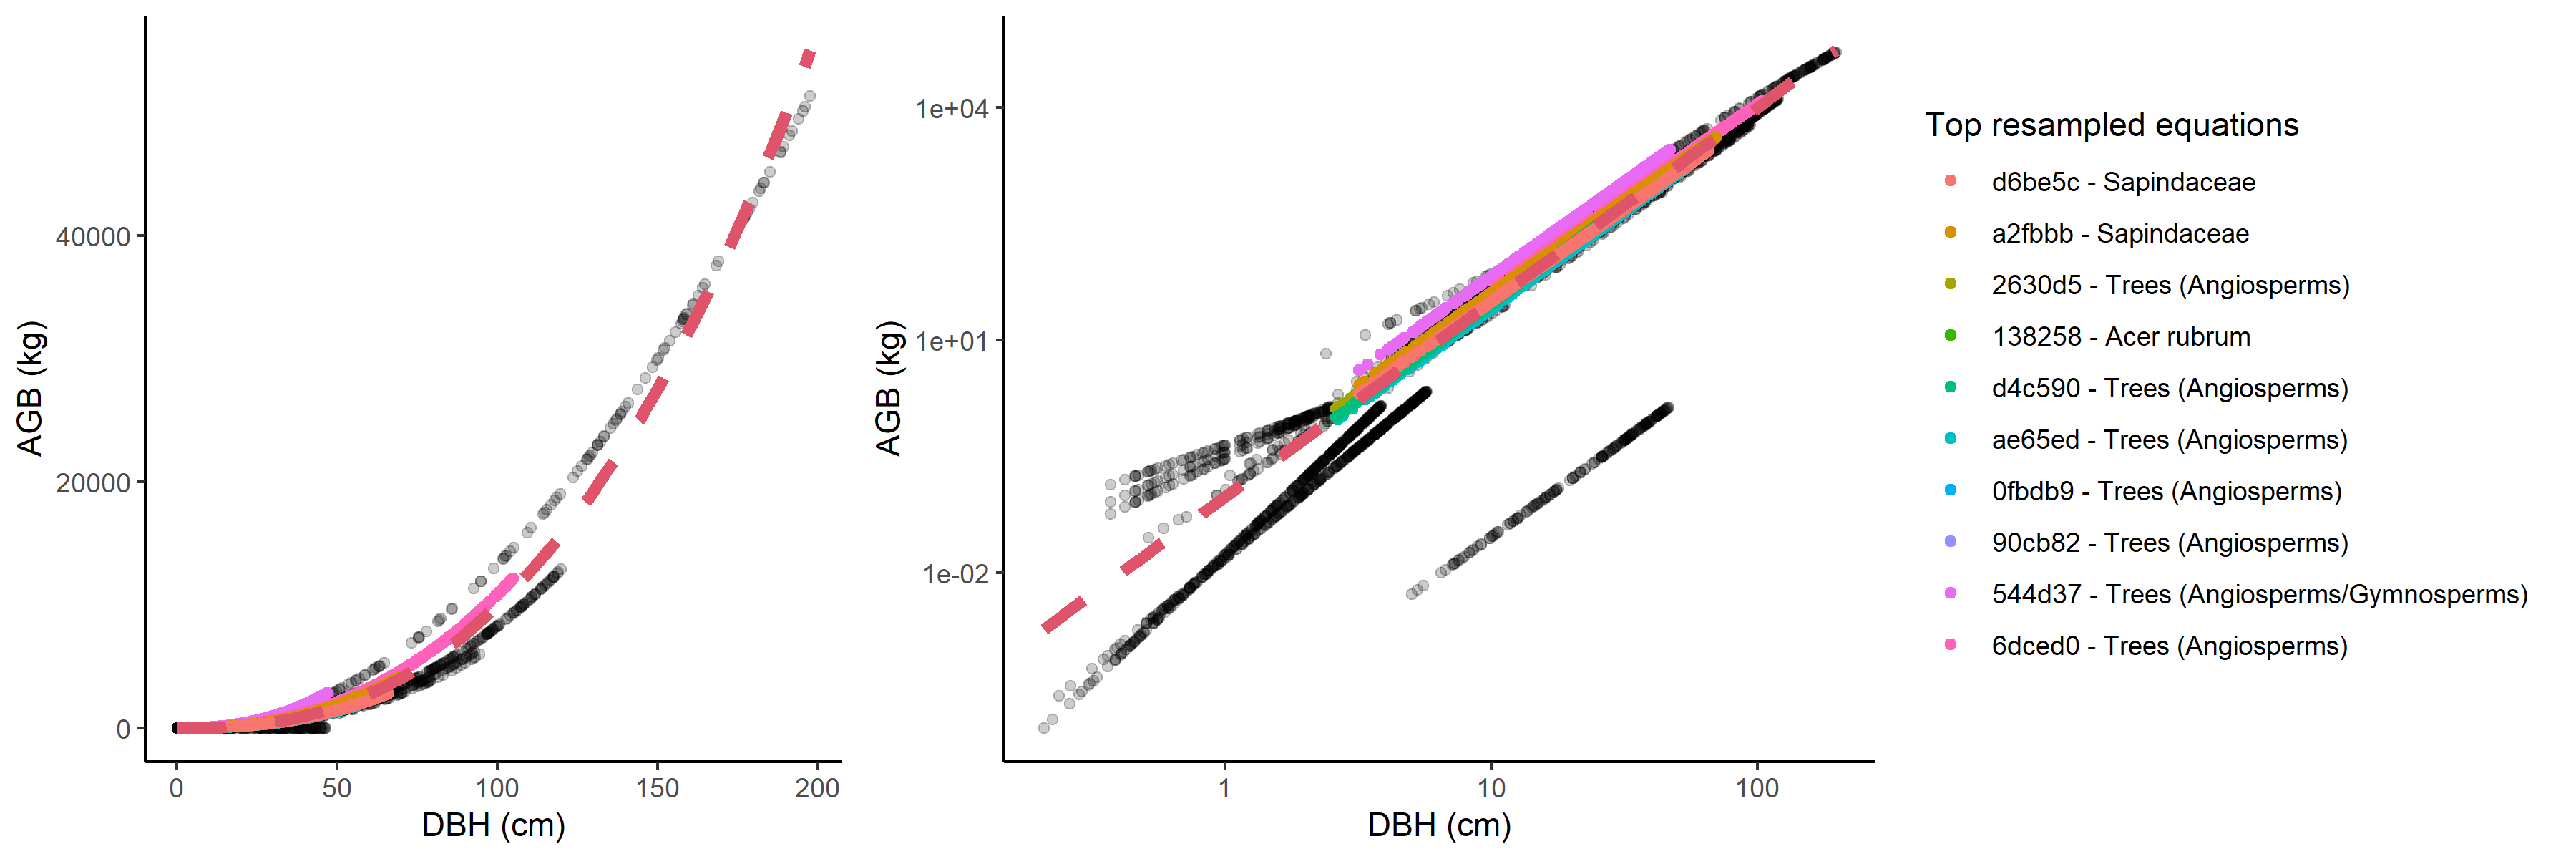 40000
20000
0
AGB (kg)
0
50
100
150
200
DBH (cm)
1e+04
1e+01
1e-02
AGB (kg)
1
10
100
DBH (cm)
Top resampled equations
d6be5c - Sapindaceae
a2fbbb - Sapindaceae
2630d5 - Trees (Angiosperms)
138258 - Acer rubrum
d4c590 - Trees (Angiosperms)
ae65ed - Trees (Angiosperms)
0fbdb9 - Trees (Angiosperms)
90cb82 - Trees (Angiosperms)
544d37 - Trees (Angiosperms/Gymnosperms)
6dced0 - Trees (Angiosperms)